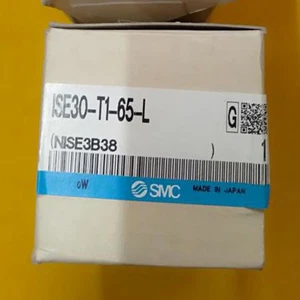 ISE30-T1-65-L
G
(NISE3B38 ) 1
SMC MADE IN JAPAN